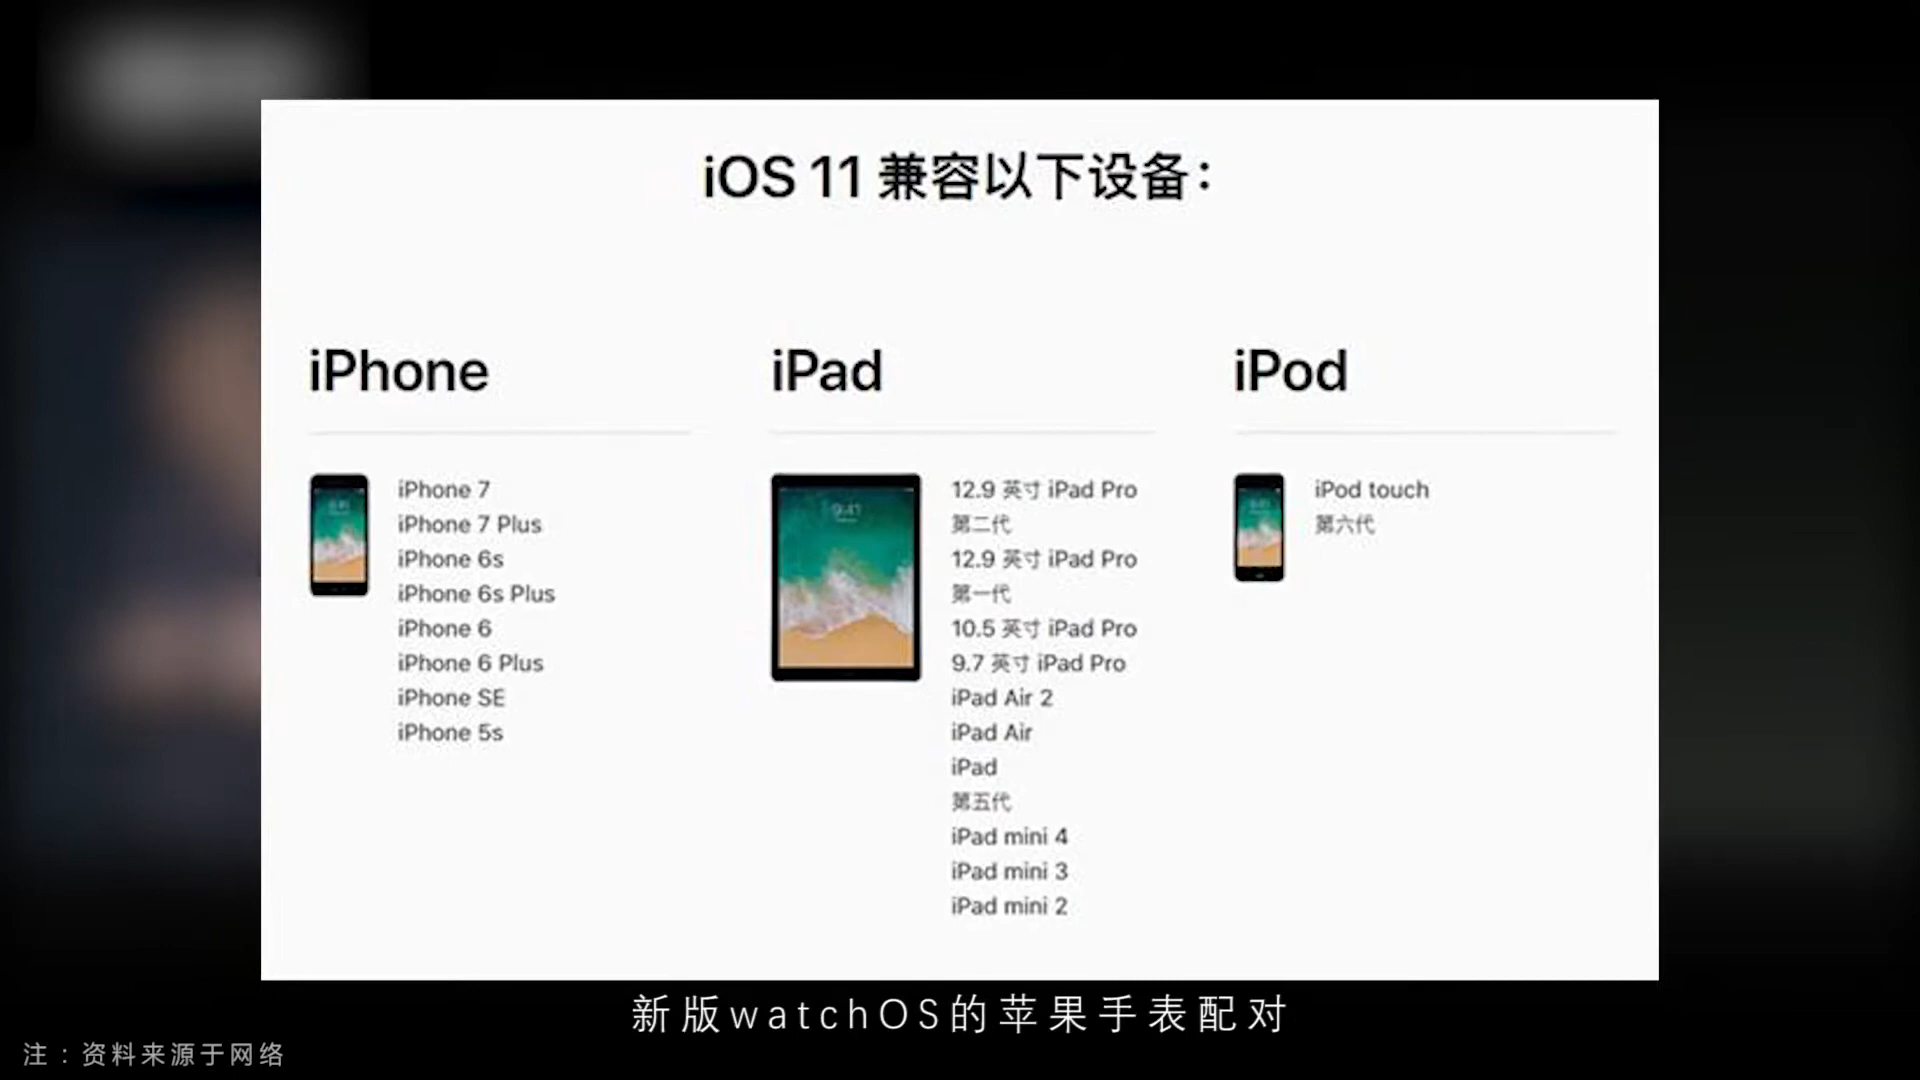 iOS 11 兼容以下设备：
iPhone
iPhone 7
iPhone 7 Plus
iPhone 6s
iPhone 6s Plus
iPhone 6
iPhone 6 Plus
iPhone SE
iPhone 5s
iPad
12.9 英寸 iPad Pro
第二代
12.9 英寸 iPad Pro
第一代
10.5 英寸 iPad Pro
9.7 英寸 iPad Pro
iPad Air 2
iPad Air
iPad
第五代
iPad mini 4
iPad mini 3
iPad mini 2
iPod
iPod touch
第六代
9:41
新版watchOS的苹果手表配对
注：资料来源于网络